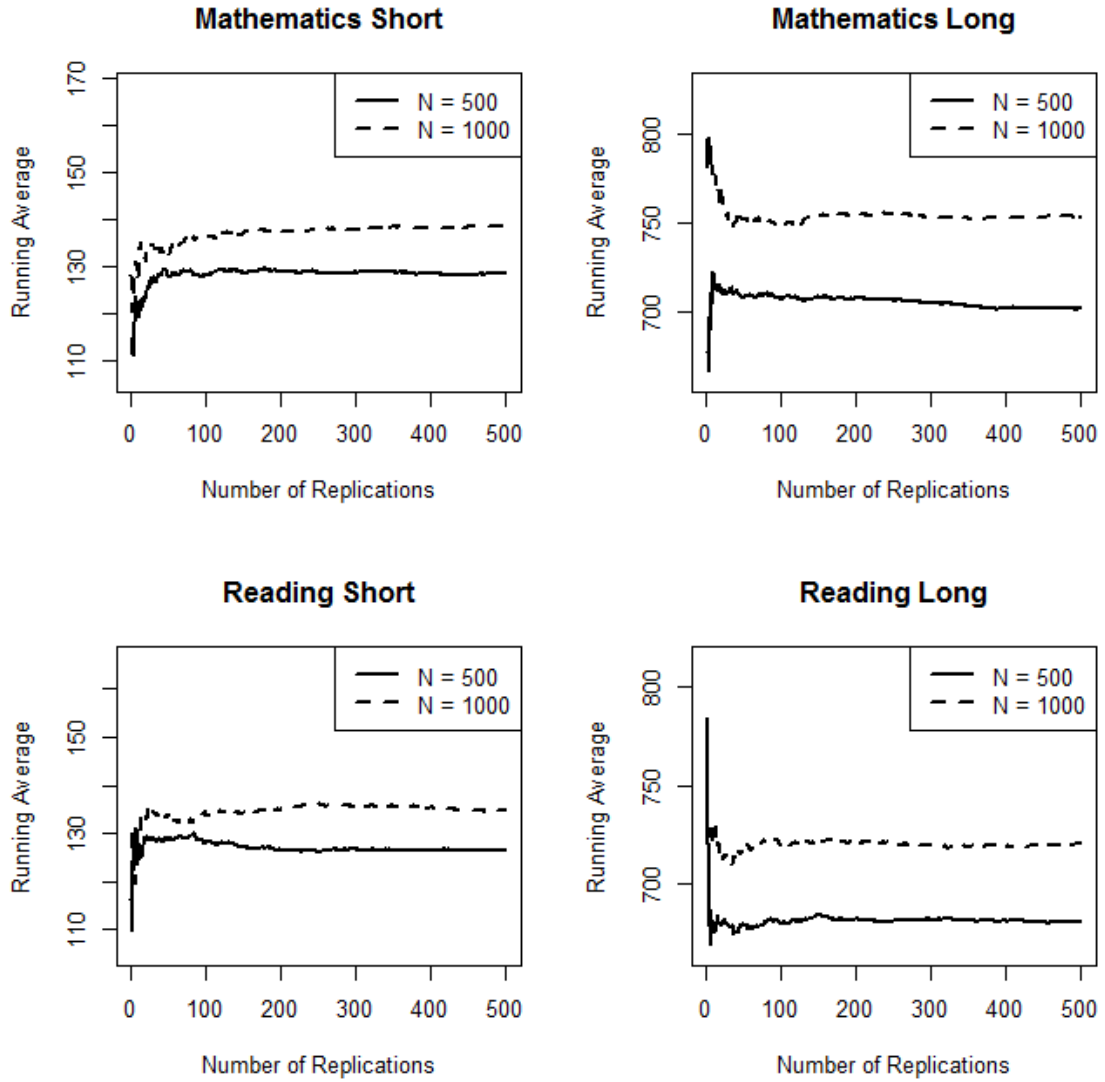 Mathematics Short
Running Average
110
130
150
170
N = 500
N = 1000
0 100 200 300 400 500
Number of Replications
Mathematics Long
Running Average
700
750
800
N = 500
N = 1000
0 100 200 300 400 500
Number of Replications
Reading Short
Running Average
110
130
150
N = 500
N = 1000
0 100 200 300 400 500
Number of Replications
Reading Long
Running Average
700
750
800
N = 500
N = 1000
0 100 200 300 400 500
Number of Replications